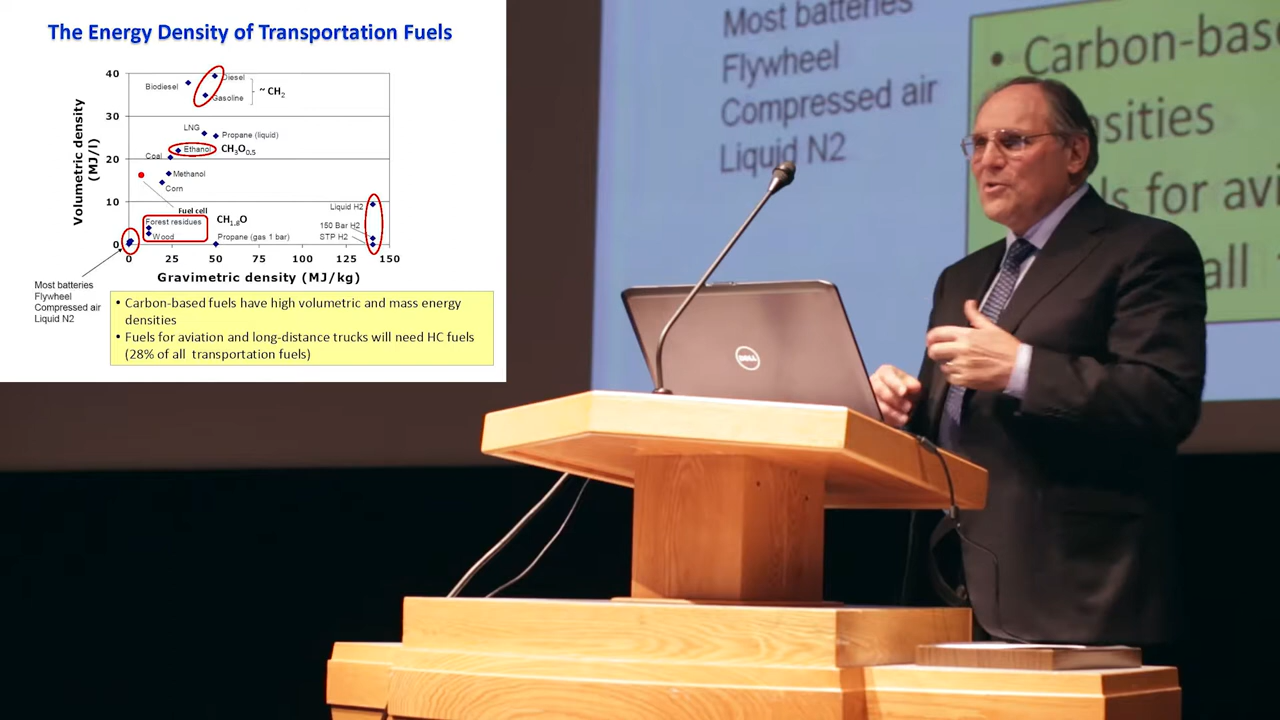 The Energy Density of Transportation Fuels
Volumetric density
(MJ/l)
40
30
20
10
0
Biodiesel
Diesel
Gasoline
~ CH2
LNG
Propane (liquid)
Ethanol
CH3O0.5
Coal
Methanol
Corn
Fuel cell
Forest residues
CH1.8O
Wood
Propane (gas 1 bar)
Liquid H2
150 Bar H2
STP H2
0 25 50 75 100 125 150
Gravimetric density (MJ/kg)
Most batteries
Flywheel
Compressed air
Liquid N2
• Carbon-based fuels have high volumetric and mass energy
densities
• Fuels for aviation and long-distance trucks will need HC fuels
(28% of all transportation fuels)
Most batteries
Flywheel
Compressed air
Liquid N2
• Carbon-bas
sities
ls for avi
all
DELL